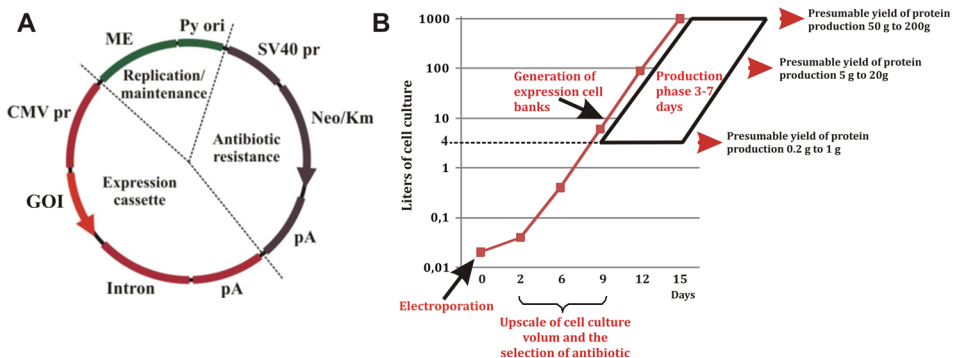 A
ME
Py ori
SV40 pr
Replication/
maintenance
CMV pr
Neo/Km
Antibiotic
resistance
Expression
cassette
GOI
pA
Intron
pA
B
1000
100
10
4
1
0,1
0,01
Liters of cell culture
Generation of
expression cell
banks
Production
phase 3-7
days
Presumable yield of protein
production 50 g to 200g
Presumable yield of protein
production 5 g to 20g
Presumable yield of protein
production 0.2 g to 1 g
0 2 6 9 12 15
Days
Electroporation
Upscale of cell culture
volum and the
selection of antibiotic